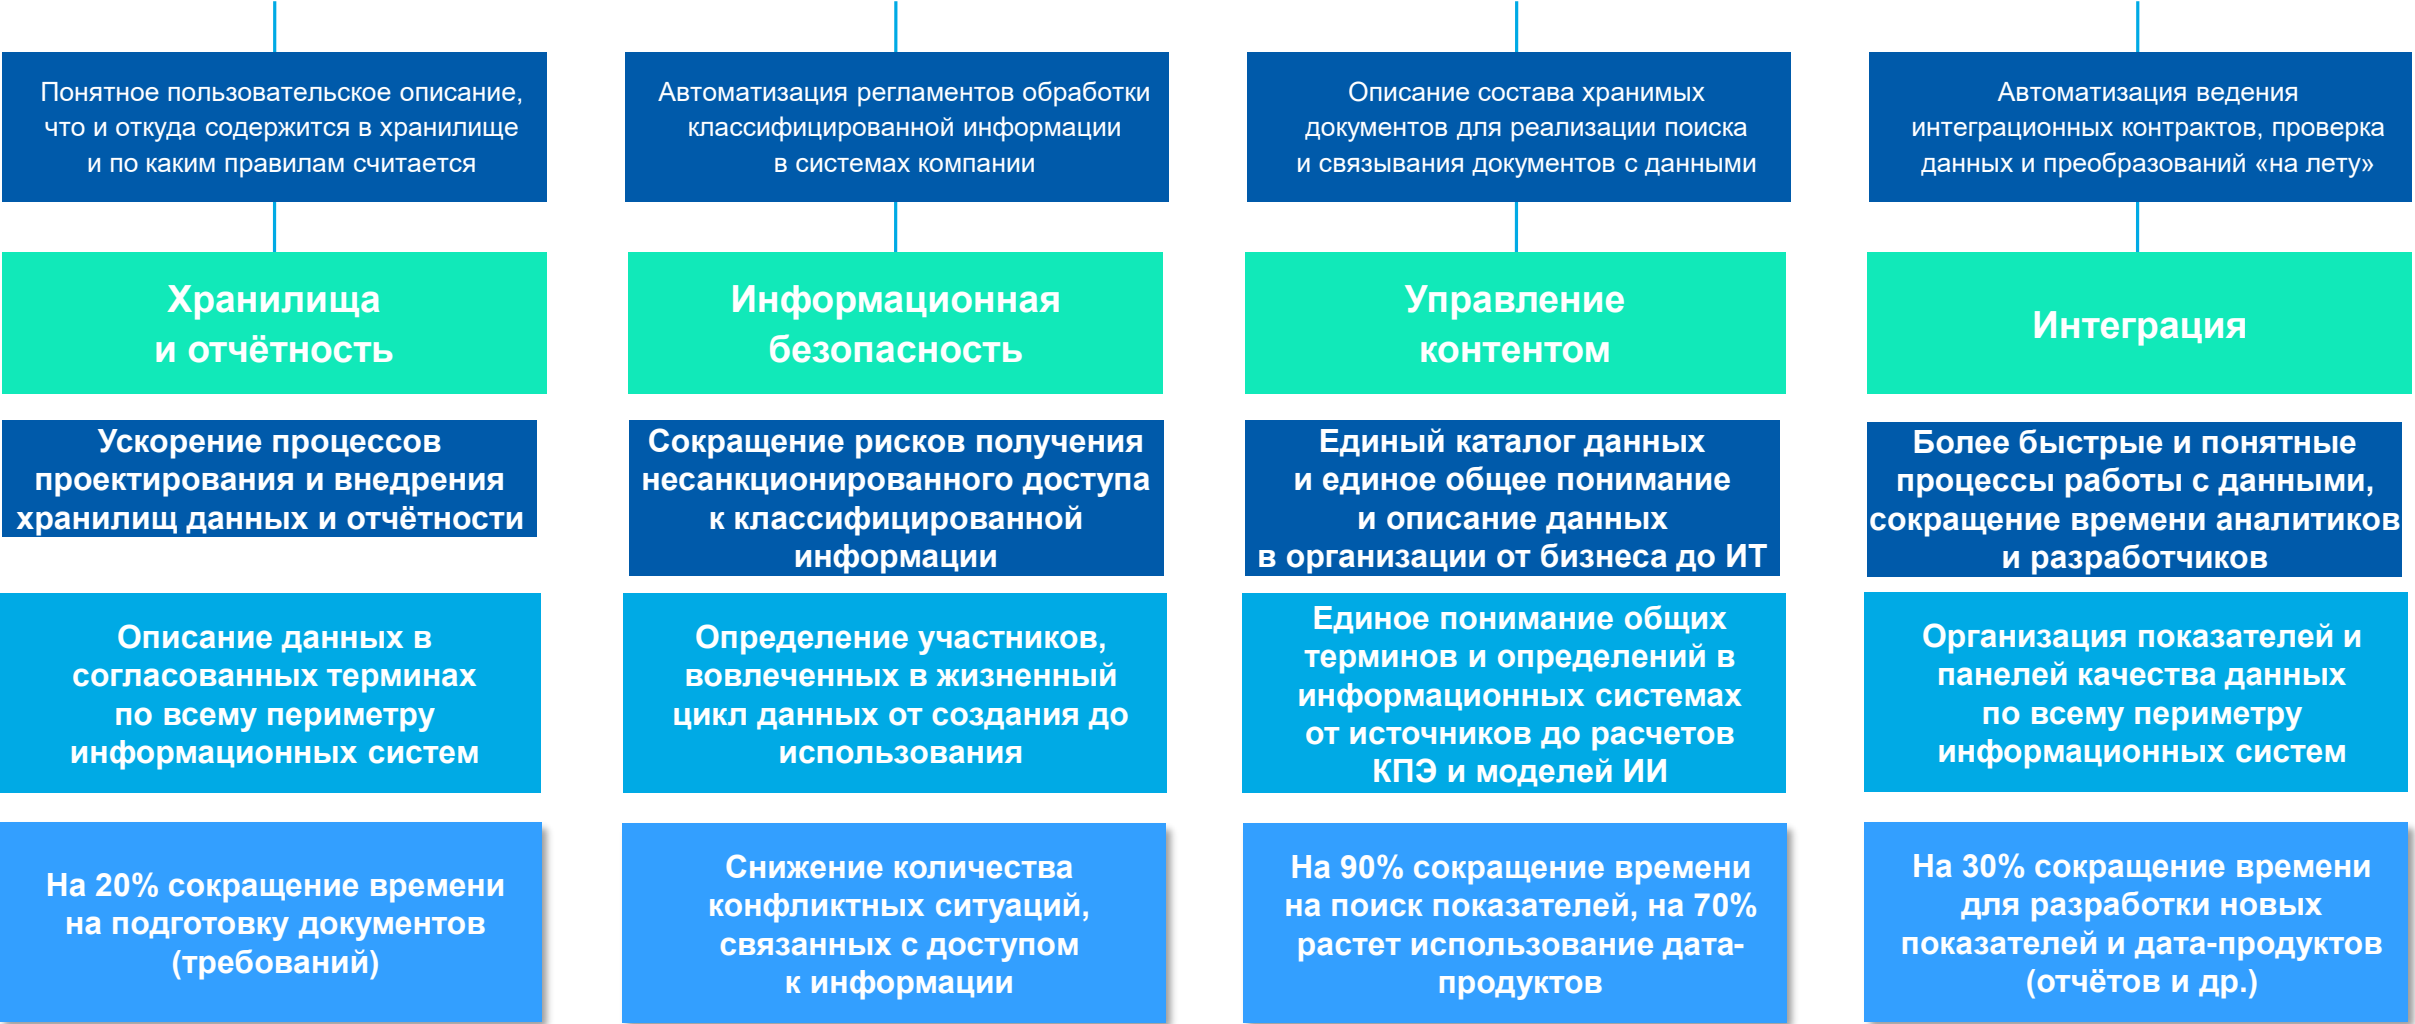 Понятное пользовательское описание,
что и откуда содержится в хранилище
и по каким правилам считается
Автоматизация регламентов обработки
классифицированной информации
в системах компании
Описание состава хранимых
документов для реализации поиска
и связывания документов с данными
Автоматизация ведения
интеграционных контрактов, проверка
данных и преобразований «на лету»
Хранилища
и отчётность
Информационная
безопасность
Управление
контентом
Интеграция
Ускорение процессов
проектирования и внедрения
хранилищ данных и отчётности
Сокращение рисков получения
несанкционированного доступа
к классифицированной
информации
Единый каталог данных
и единое общее понимание
и описание данных
в организации от бизнеса до ИТ
Более быстрые и понятные
процессы работы с данными,
сокращение времени аналитиков
и разработчиков
Описание данных в
согласованных терминах
по всему периметру
информационных систем
Определение участников,
вовлеченных в жизненный
цикл данных от создания до
использования
Единое понимание общих
терминов и определений в
информационных системах
от источников до расчетов
КПЭ и моделей ИИ
Организация показателей и
панелей качества данных
по всему периметру
информационных систем
На 20% сокращение времени
на подготовку документов
(требований)
Снижение количества
конфликтных ситуаций,
связанных с доступом
к информации
На 90% сокращение времени
на поиск показателей, на 70%
растет использование дата-
продуктов
На 30% сокращение времени
для разработки новых
показателей и дата-продуктов
(отчётов и др.)